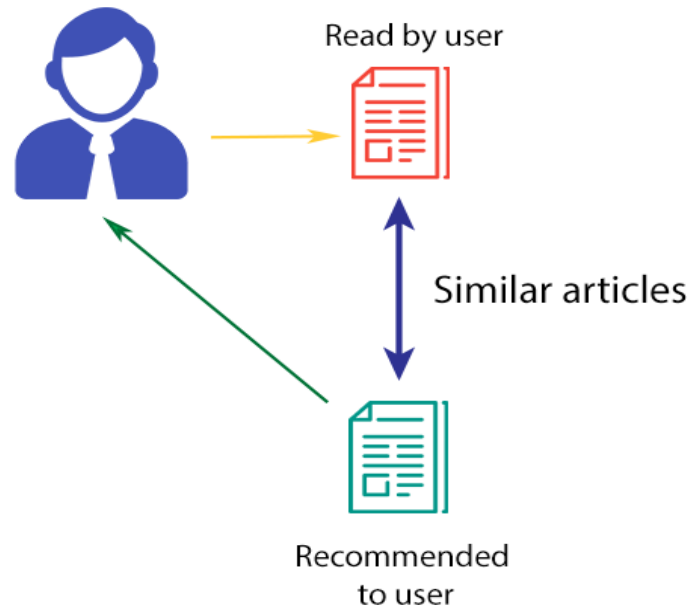 Read by user
Similar articles
Recommended
to user